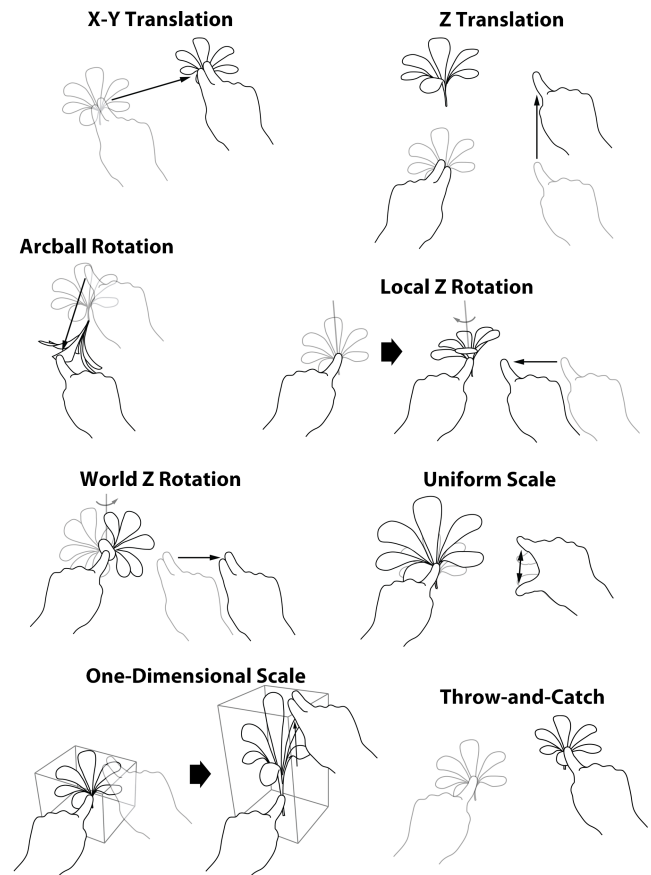 X-Y Translation
Z Translation
Arcball Rotation
Local Z Rotation
World Z Rotation
Uniform Scale
One-Dimensional Scale
Throw-and-Catch